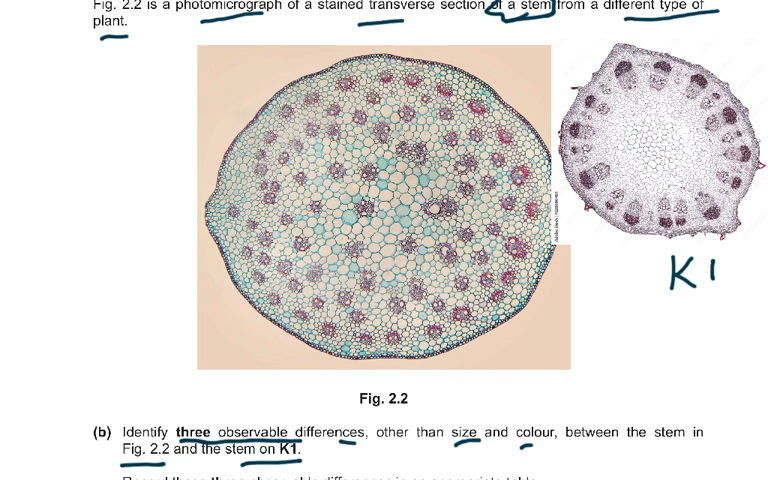 Fig. 2.2 is a photomicrograph of a stained transverse section of a stem from a different type of
plant.
K1
Fig. 2.2
(b) Identify three observable differences, other than size and colour, between the stem in
Fig. 2.2 and the stem on K1.